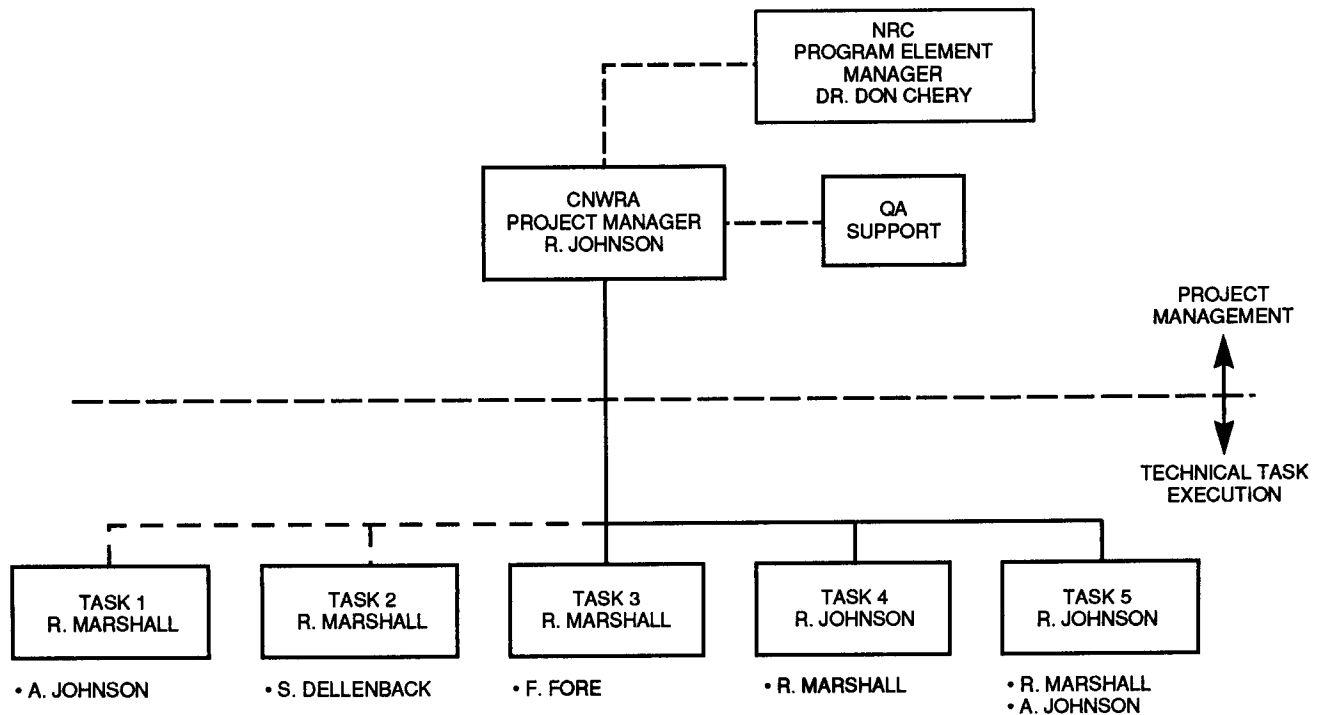 NRC
PROGRAM ELEMENT
MANAGER
DR. DON CHERY
CNWRA
PROJECT MANAGER
R. JOHNSON
QA
SUPPORT
PROJECT
MANAGEMENT
TECHNICAL TASK
EXECUTION
TASK 1
R. MARSHALL
• A. JOHNSON
TASK 2
R. MARSHALL
• S. DELLENBACK
TASK 3
R. MARSHALL
• F. FORE
TASK 4
R. JOHNSON
• R. MARSHALL
TASK 5
R. JOHNSON
• R. MARSHALL
• A. JOHNSON